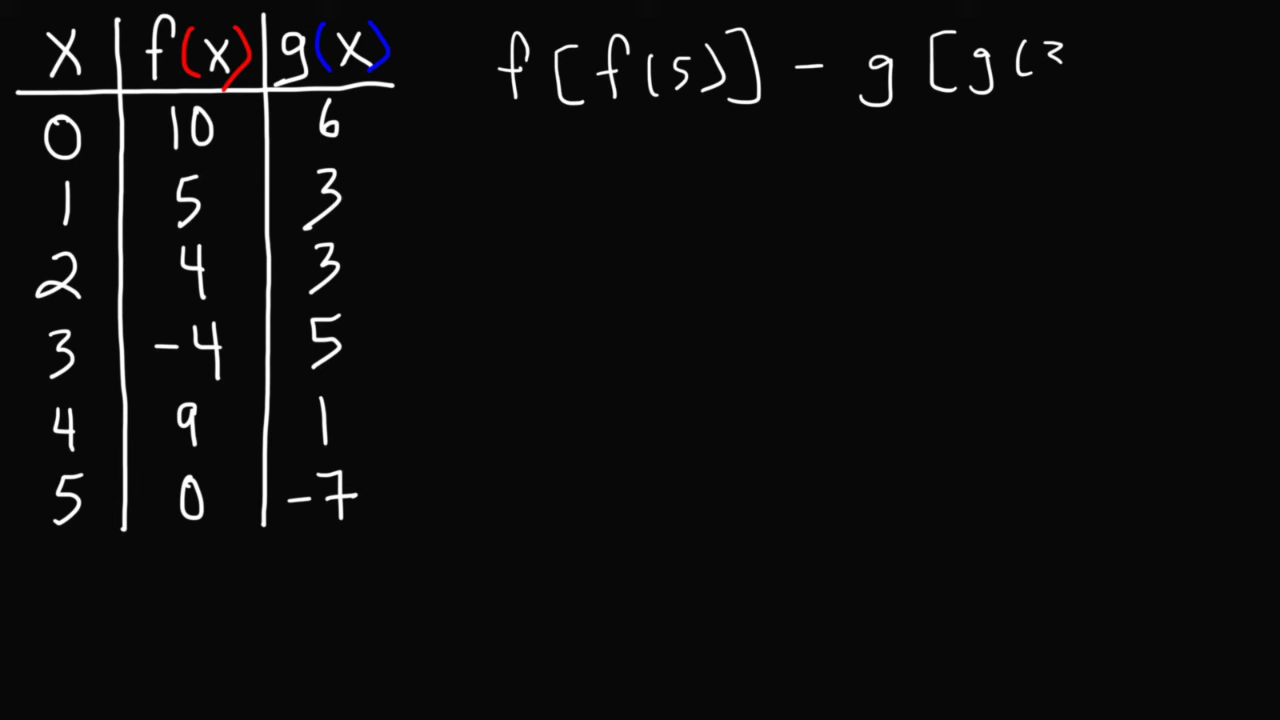 x f(x) g(x) f[f(5)] - g[g(
0 10 6
1 5 3
2 4 3
3 -4 5
4 9 1
5 0 -7